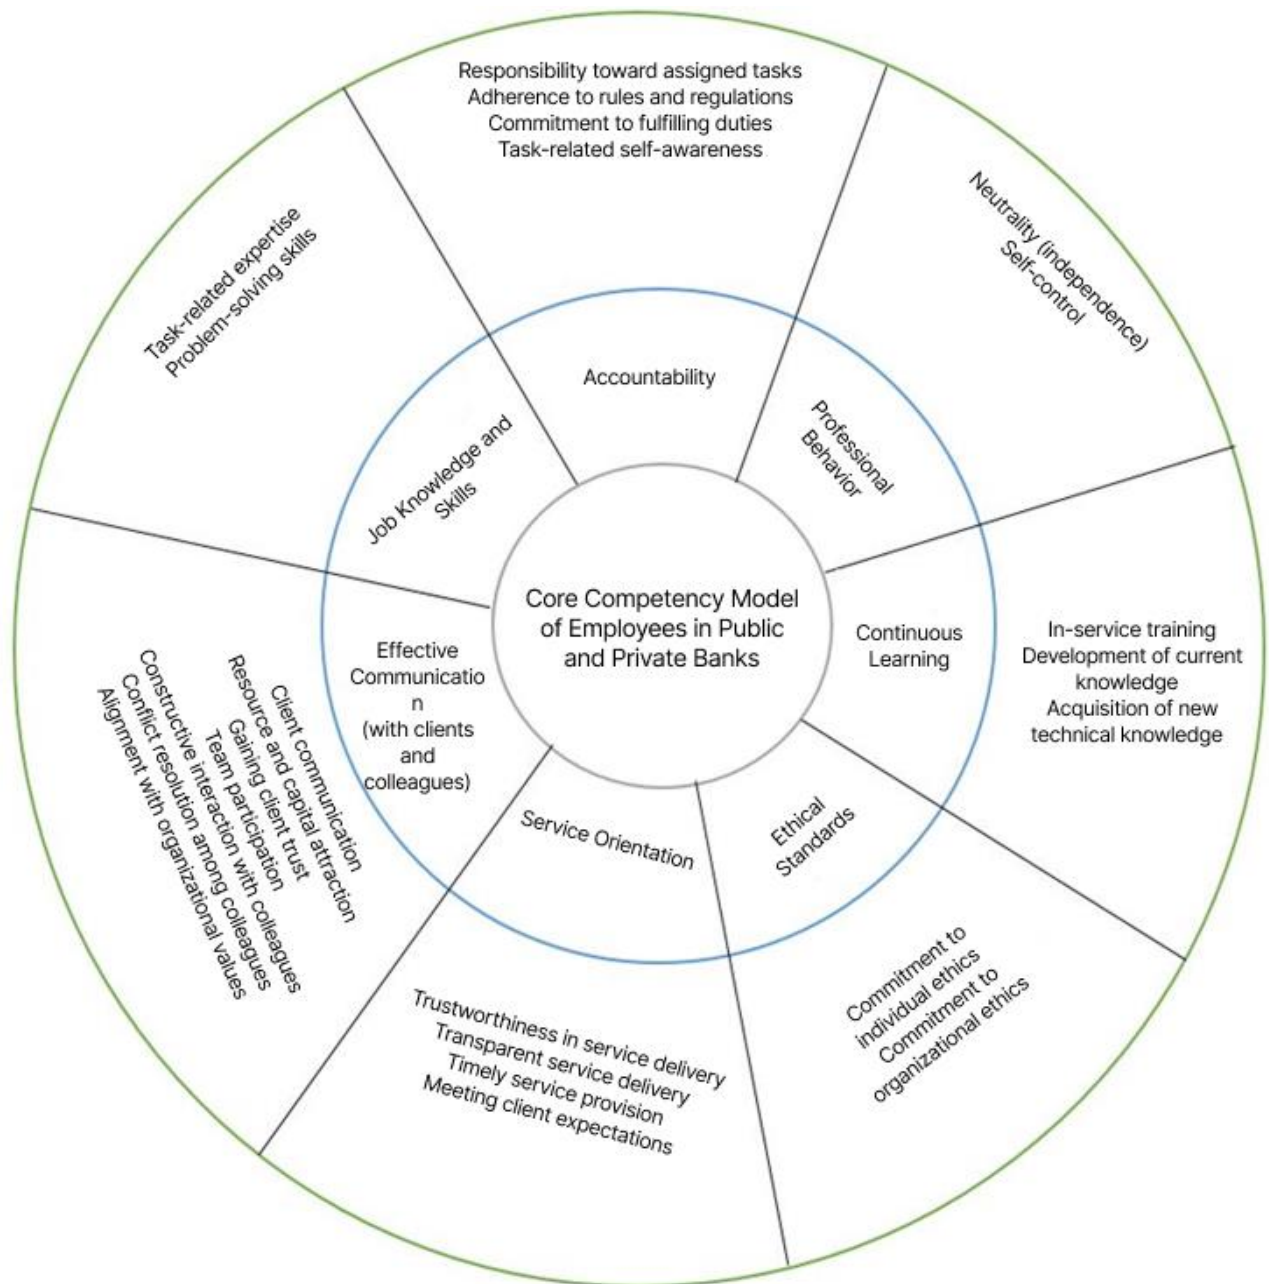 Responsibility toward assigned tasks
Adherence to rules and regulations
Commitment to fulfilling duties
Task-related self-awareness
Neutrality (independence)
Self-control
Task-related expertise
Problem-solving skills
Accountability
Professional
Behavior
Job Knowledge and
Skills
Core Competency Model
of Employees in Public
and Private Banks
Continuous
Learning
In-service training
Development of current
knowledge
Acquisition of new
technical knowledge
Effective
Communicatio
n
(with clients
and
colleagues)
Client communication
Resource and capital attraction
Gaining client trust
Team participation
Constructive interaction with colleagues
Conflict resolution among colleagues
Alignment with organizational values
Service Orientation
Ethical
Standards
Trustworthiness in service delivery
Transparent service delivery
Timely service provision
Meeting client expectations
Commitment to
individual ethics
Commitment to
organizational ethics